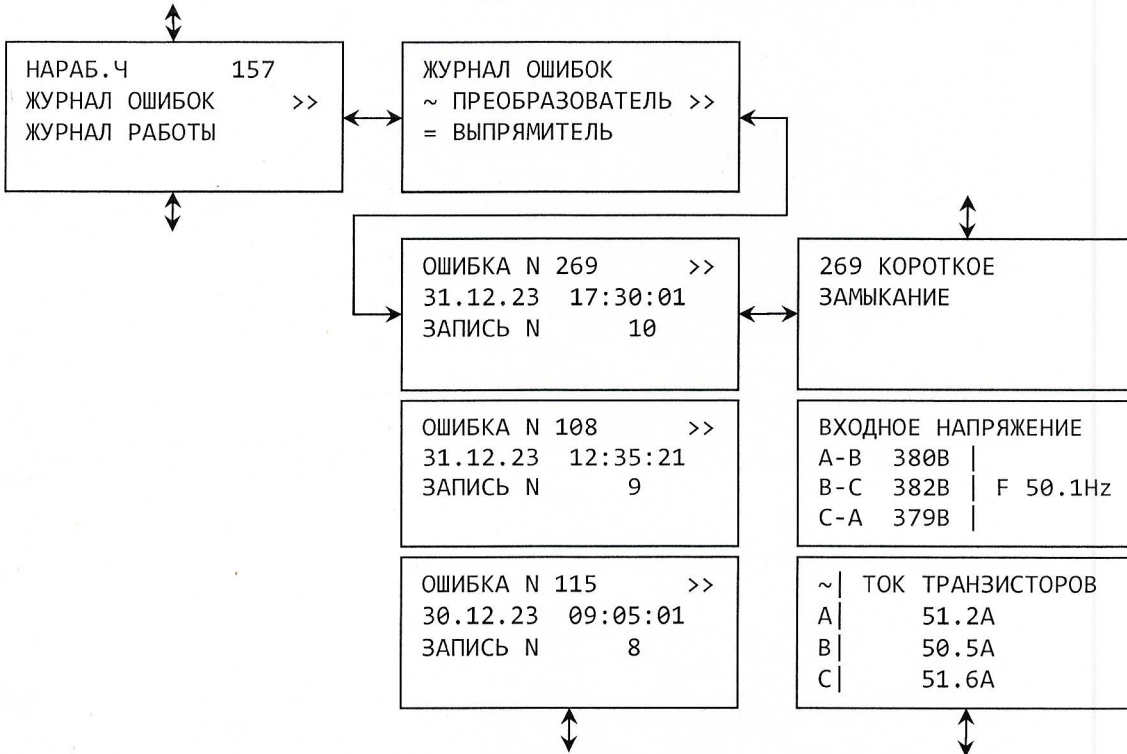 НАРАБ.Ч 157
ЖУРНАЛ ОШИБОК >>
ЖУРНАЛ РАБОТЫ
ЖУРНАЛ ОШИБОК
~ ПРЕОБРАЗОВАТЕЛЬ >>
= ВЫПРЯМИТЕЛЬ
ОШИБКА N 269 >>
31.12.23 17:30:01
ЗАПИСЬ N 10
269 КОРОТКОЕ
ЗАМЫКАНИЕ
ОШИБКА N 108 >>
31.12.23 12:35:21
ЗАПИСЬ N 9
ВХОДНОЕ НАПРЯЖЕНИЕ
A-B 380В |
B-C 382В | F 50.1Hz
C-A 379В |
ОШИБКА N 115 >>
30.12.23 09:05:01
ЗАПИСЬ N 8
~| ТОК ТРАНЗИСТОРОВ
A| 51.2A
B| 50.5A
C| 51.6A